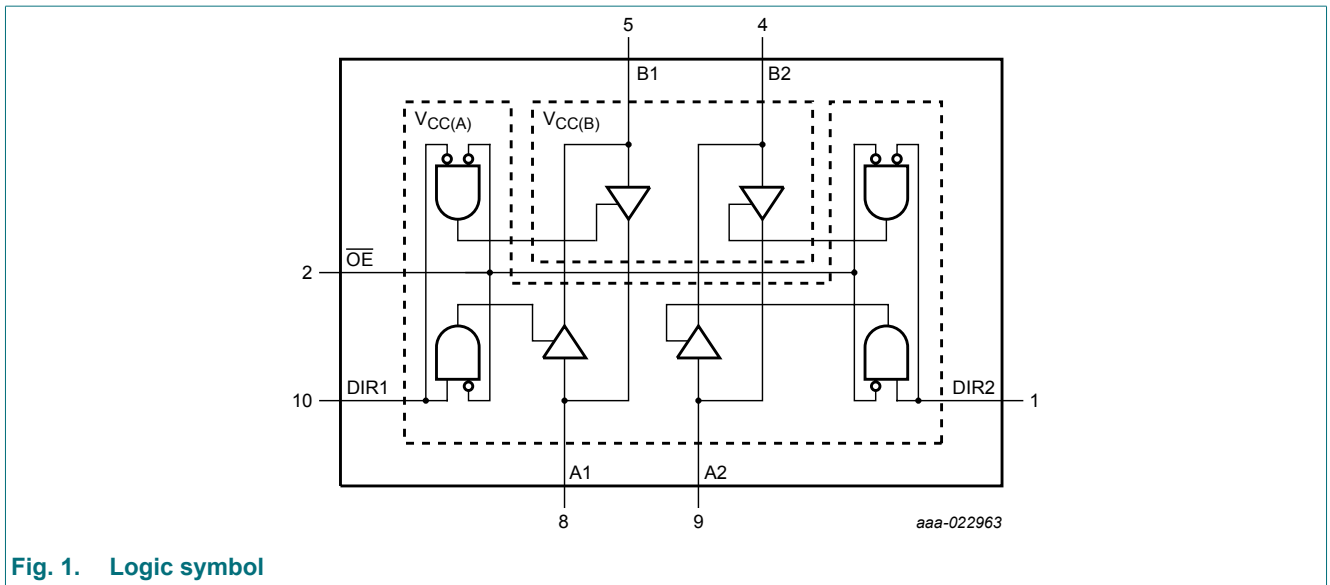 5 4
B1 B2
VCC(A) VCC(B)
2 OE
10 DIR1 DIR2 1
A1 A2
8 9
aaa-022963
Fig. 1. Logic symbol